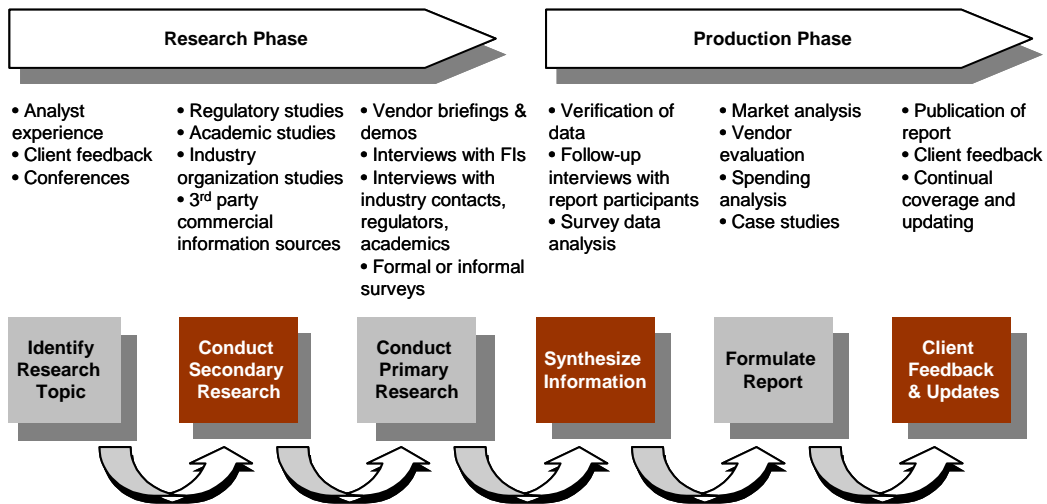 Research Phase
Production Phase
• Analyst
experience
• Client feedback
• Conferences
• Regulatory studies
• Academic studies
• Industry
organization studies
• 3rd party
commercial
information sources
• Vendor briefings &
demos
• Interviews with FIs
• Interviews with
industry contacts,
regulators,
academics
• Formal or informal
surveys
• Verification of
data
• Follow-up
interviews with
report participants
• Survey data
analysis
• Market analysis
• Vendor
evaluation
• Spending
analysis
• Case studies
• Publication of
report
• Client feedback
• Continual
coverage and
updating
Identify
Research
Topic
Conduct
Secondary
Research
Conduct
Primary
Research
Synthesize
Information
Formulate
Report
Client
Feedback
& Updates